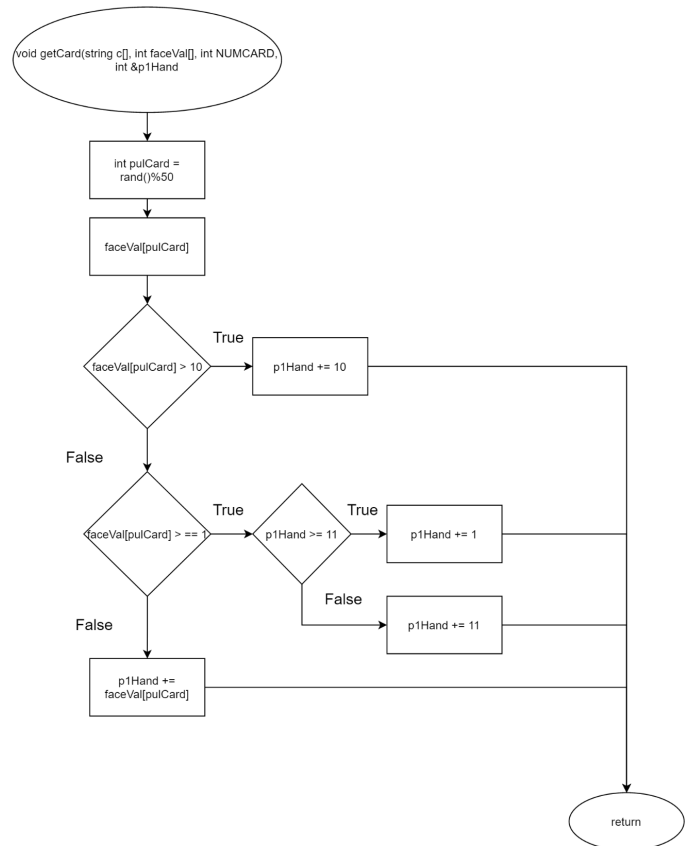 void getCard(string c[], int faceVal[], int NUMCARD,
int &p1Hand
int pulCard =
rand()%50
faceVal[pulCard]
faceVal[pulCard] > 10
True
p1Hand += 10
False
faceVal[pulCard] > == 1
True
p1Hand >= 11
True
p1Hand += 1
False
p1Hand += 11
False
p1Hand +=
faceVal[pulCard]
return